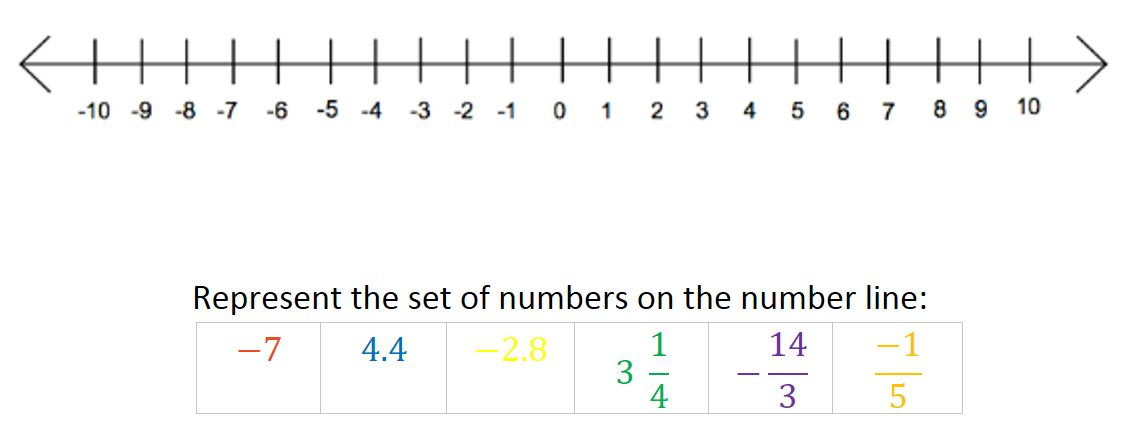 -10 -9 -8 -7 -6 -5 -4 -3 -2 -1 0 1 2 3 4 5 6 7 8 9 10
Represent the set of numbers on the number line:
−7 4.4 −2.8 3 1/4 −14/3 −1/5